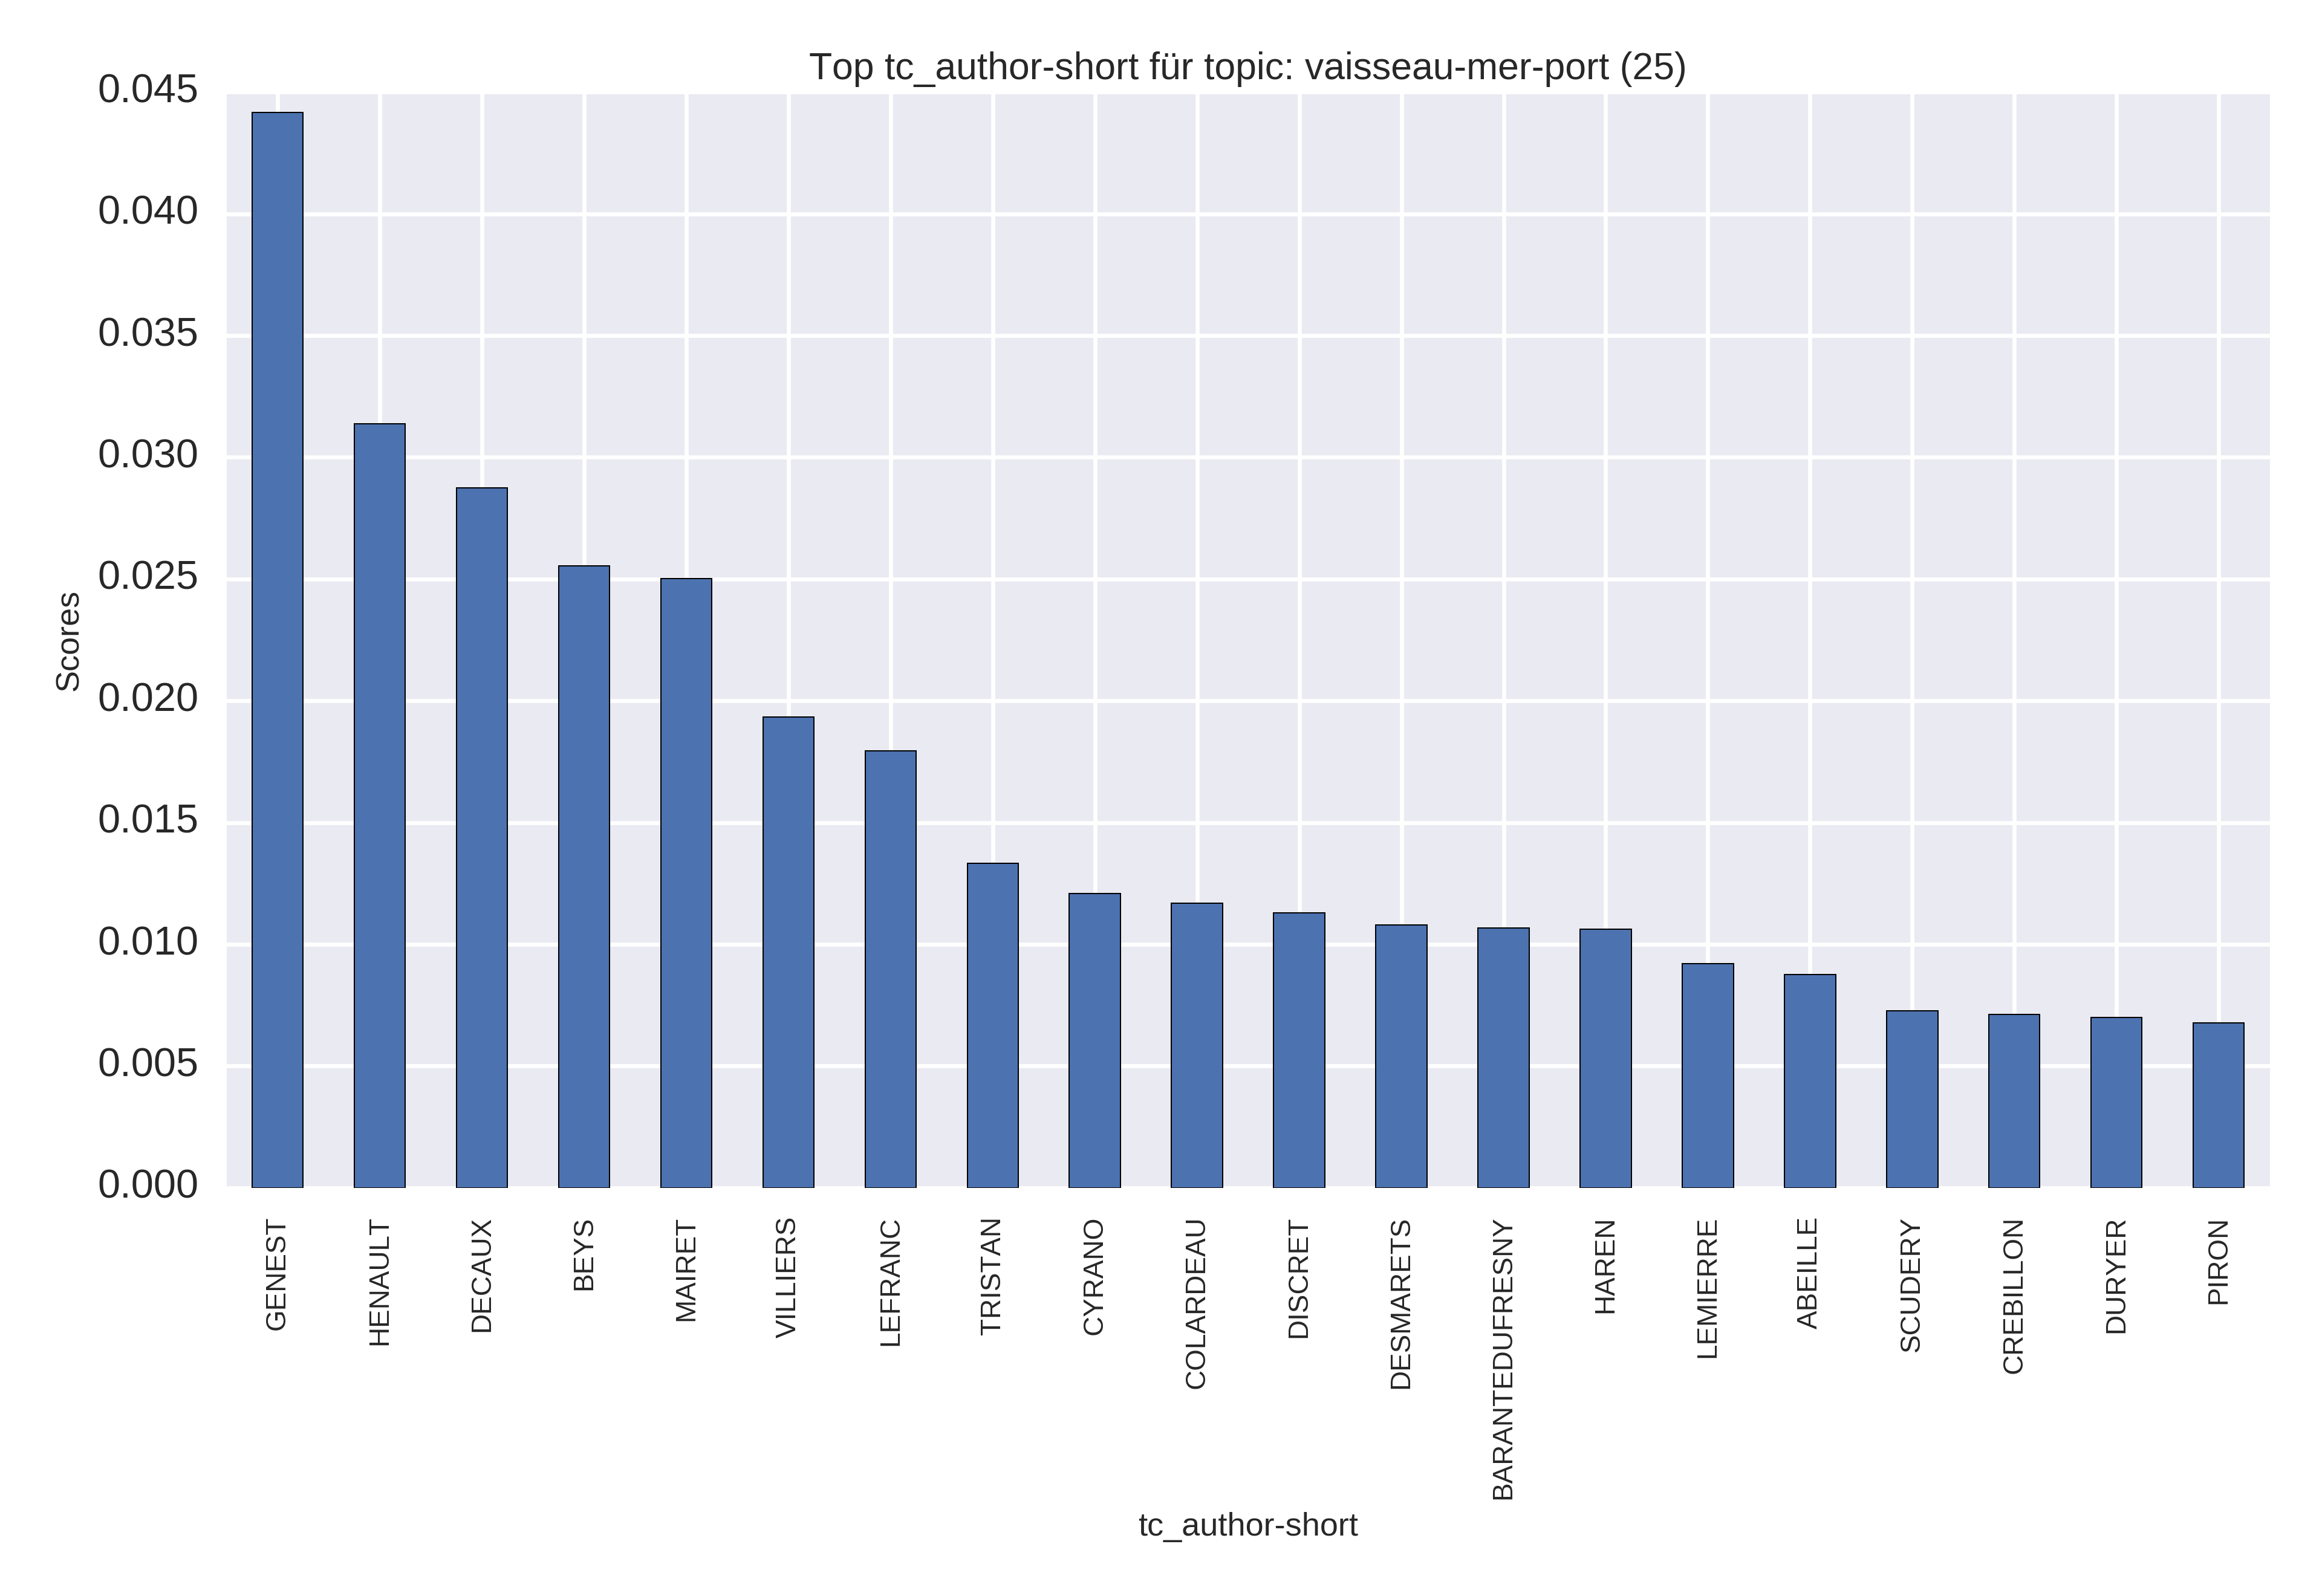 Top tc_author-short für topic: vaisseau-mer-port (25)
0.045
0.040
0.035
0.030
0.025
0.020
0.015
0.010
0.005
0.000
Scores
GENEST
HENAULT
DECAUX
BEYS
MAIRET
VILLIERS
LEFRANC
TRISTAN
CYRANO
COLARDEAU
DISCRET
DESMARETS
BARANTEDUFRESNY
HAREN
LEMIERRE
ABEILLE
SCUDERY
CREBILLON
DURYER
PIRON
tc_author-short